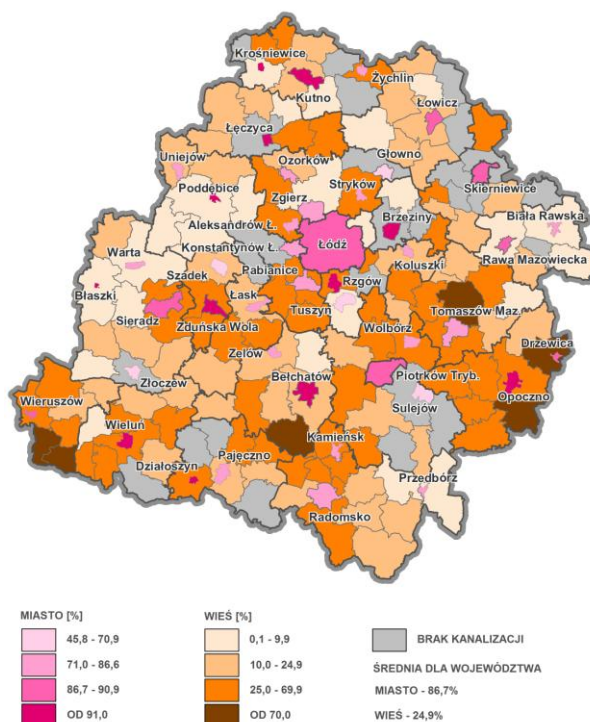 Krośniewice
Żychlin
Kutno
Łowicz
Łęczyca
Głowno
Uniejów
Ozorków
Skierniewice
Stryków
Poddębice
Zgierz
Brzeziny
Biała Rawska
Aleksandrów Ł.
Łódź
Konstantynów Ł.
Rawa Mazowiecka
Warta
Koluszki
Pabianice
Szadek
Rzgów
Błaszki
Łask
Tuszyn
Tomaszów Maz.
Sieradz
Zduńska Wola
Wolbórz
Drzewica
Zelów
Złoczew
Bełchatów
Piotrków Tryb.
Wieruszów
Opoczno
Sulejów
Wieluń
Kamieńsk
Działoszyn
Pajęczno
Przedbórz
Radomsko
MIASTO [%]
45,8 - 70,9
71,0 - 86,6
86,7 - 90,9
OD 91,0
WIEŚ [%]
0,1 - 9,9
10,0 - 24,9
25,0 - 69,9
OD 70,0
BRAK KANALIZACJI
ŚREDNIA DLA WOJEWÓDZTWA
MIASTO - 86,7%
WIEŚ - 24,9%